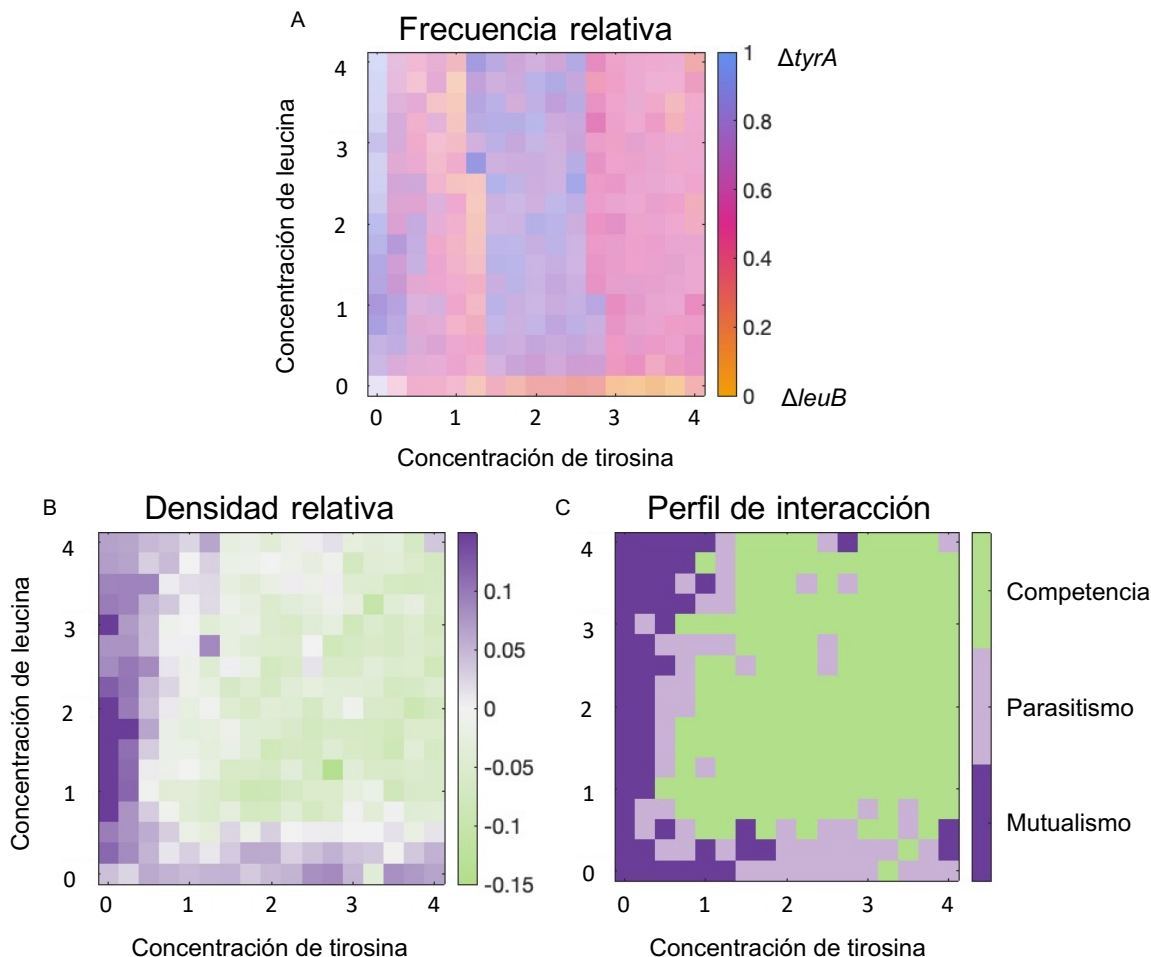 A
Frecuencia relativa
Concentración de leucina
4
3
2
1
0
0 1 2 3 4
Concentración de tirosina
1
0.8
0.6
0.4
0.2
0
ΔtyrA
ΔleuB
B
Densidad relativa
Concentración de leucina
4
3
2
1
0
0 1 2 3 4
Concentración de tirosina
0.1
0.05
0
-0.05
-0.1
-0.15
C
Perfil de interacción
4
3
2
1
0
0 1 2 3 4
Concentración de tirosina
Competencia
Parasitismo
Mutualismo